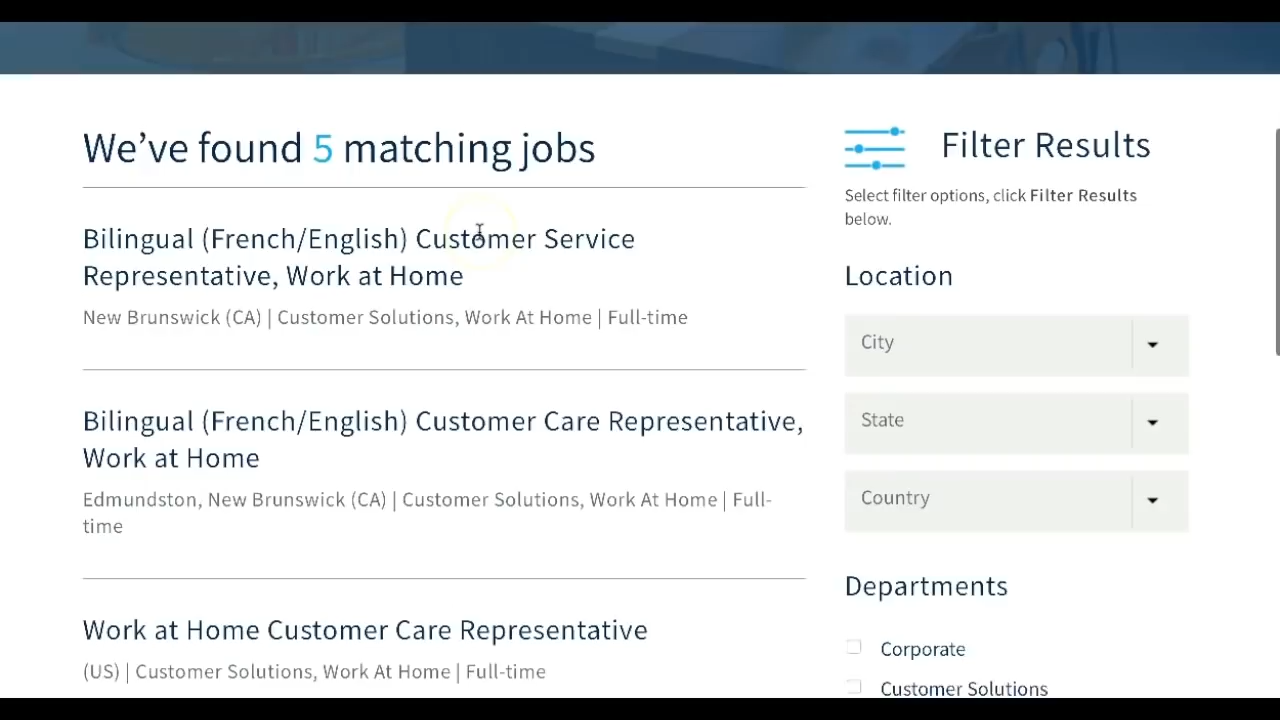 We've found 5 matching jobs
Bilingual (French/English) Customer Service
Representative, Work at Home
New Brunswick (CA) | Customer Solutions, Work At Home | Full-time
Bilingual (French/English) Customer Care Representative,
Work at Home
Edmundston, New Brunswick (CA) | Customer Solutions, Work At Home | Full-
time
Work at Home Customer Care Representative
(US) | Customer Solutions, Work At Home | Full-time
Filter Results
Select filter options, click Filter Results
below.
Location
City
State
Country
Departments
Corporate
Customer Solutions